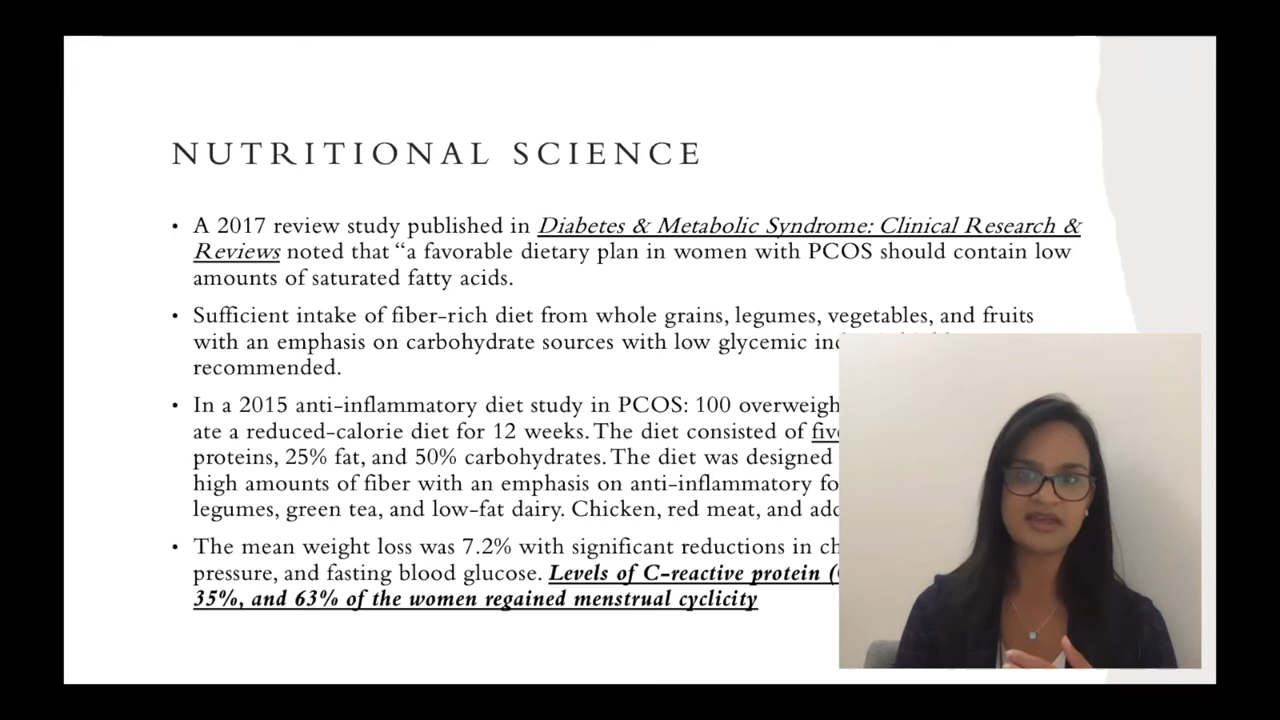 NUTRITIONAL SCIENCE
• A 2017 review study published in Diabetes & Metabolic Syndrome: Clinical Research &
Reviews noted that “a favorable dietary plan in women with PCOS should contain low
amounts of saturated fatty acids.
• Sufficient intake of fiber-rich diet from whole grains, legumes, vegetables, and fruits
with an emphasis on carbohydrate sources with low glycemic
recommended.
• In a 2015 anti-inflammatory diet study in PCOS: 100
ate a reduced-calorie diet for 12 weeks. The diet consisted of
proteins, 25% fat, and 50% carbohydrates. The diet was designed
high amounts of fiber with an emphasis on anti-inflammatory
legumes, green tea, and low-fat dairy. Chicken, red meat, and
• The mean weight loss was 7.2% with significant reductions in
pressure, and fasting blood glucose. Levels of C-reactive protein
35%, and 63% of the women regained menstrual cyclicity